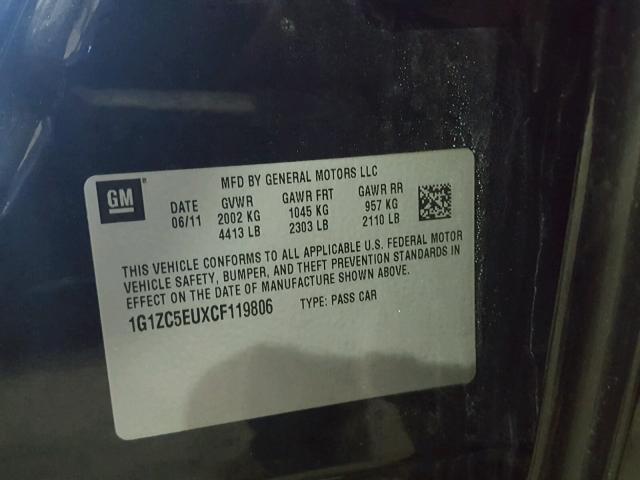 MFD BY GENERAL MOTORS LLC
GM
DATE GVWR GAWR FRT GAWR RR
06/11 2002 KG 1045 KG 957 KG
4413 LB 2303 LB 2110 LB
THIS VEHICLE CONFORMS TO ALL APPLICABLE U.S. FEDERAL MOTOR
VEHICLE SAFETY, BUMPER, AND THEFT PREVENTION STANDARDS IN
EFFECT ON THE DATE OF MANUFACTURE SHOWN ABOVE.
1G1ZC5EUXCF119806 TYPE: PASS CAR